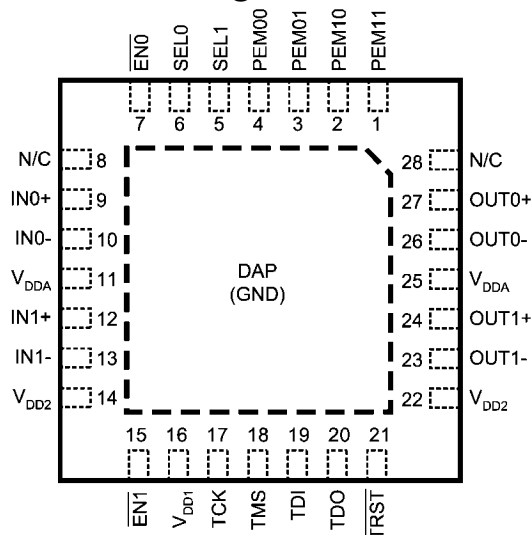 EN0 SEL0 SEL1 PEM00 PEM01 PEM10 PEM11
7 6 5 4 3 2 1
N/C 8 28 N/C
IN0+ 9 27 OUT0+
IN0- 10 26 OUT0-
VDDA 11 25 VDDA
IN1+ 12 24 OUT1+
IN1- 13 23 OUT1-
VDD2 14 22 VDD2
DAP
(GND)
15 16 17 18 19 20 21
EN1 VDD1 TCK TMS TDI TDO TRST